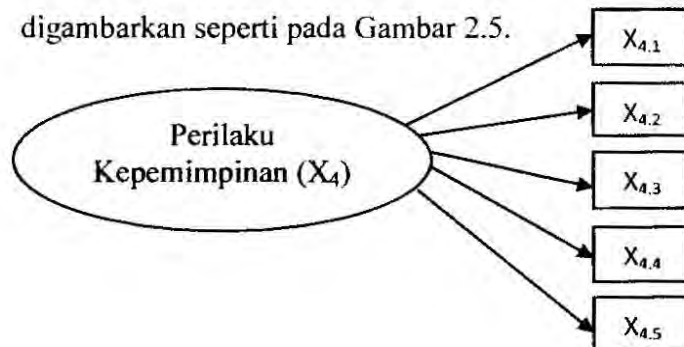 digambarkan seperti pada Gambar 2.5.
Perilaku
Kepemimpinan (X4)
X4.1
X4.2
X4.3
X4.4
X4.5